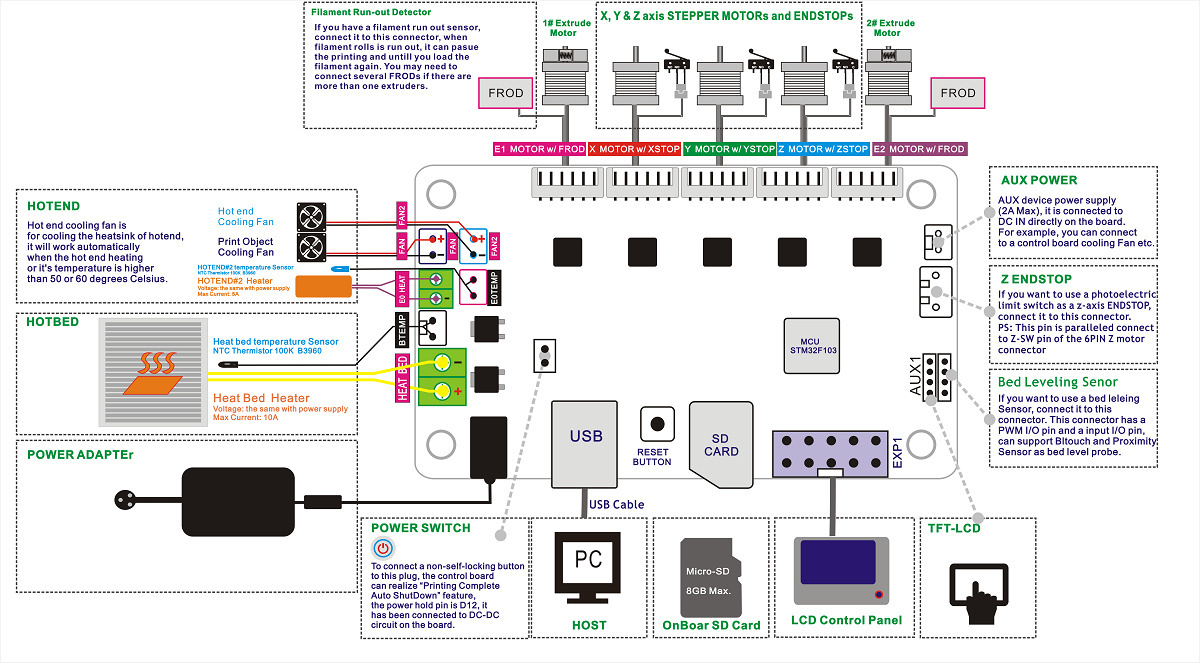 Filament Run-out Detector
If you have a filament run out sensor,
connect it to this connector, when
filament rolls is run out, it can pasue
the printing and untill you load the
filament again. You may need to
connect several FRODs if there are
more than one extruders.
1# Extrude
Motor
X, Y & Z axis STEPPER MOTORs and ENDSTOPs
2# Extrude
Motor
FROD
FROD
E1 MOTOR w/ FROD
X MOTOR w/ XSTOP
Y MOTOR w/ YSTOP
Z MOTOR w/ ZSTOP
E2 MOTOR w/ FROD
HOTEND
Hot end cooling fan is
for cooling the heatsink of hotend,
it will work automatically
when the hot end heating
or it's temperature is higher
than 50 or 60 degrees Celsius.
Hot end
Cooling Fan
Print Object
Cooling Fan
HOTEND#2 temperature Sensor
NTC Thermistor 100K B3960
HOTEND#2 Heater
Voltage: the same with power supply
Max Current: 6A
FAN2
FAN
FAN
FAN2
+
-
+
-
E0 HEAT
+
-
E0TEMP
BTEMP
HEAT BED
-
+
HOTBED
Heat bed temperature Sensor
NTC Thermistor 100K B3960
Heat Bed Heater
Voltage: the same with power supply
Max Current: 10A
POWER ADAPTEr
MCU
STM32F103
AUX1
USB
RESET
BUTTON
SD
CARD
EXP1
USB Cable
AUX POWER
AUX device power supply
(2A Max), it is connected to
DC IN directly on the board.
For example, you can connect
to a control board cooling Fan etc.
Z ENDSTOP
If you want to use a photoelectric
limit switch as a z-axis ENDSTOP,
connect it to this connector.
PS: This pin is paralleled connect
to Z-SW pin of the 6PIN Z motor
connector
Bed Leveling Senor
If you want to use a bed leleing
Sensor, connect it to this
connector. This connector has a
PWM I/O pin and a input I/O pin,
can support Bltouch and Proximity
Sensor as bed level probe.
POWER SWITCH
To connect a non-self-locking button
to this plug, the control board
can realize "Printing Complete
Auto ShutDown" feature,
the power hold pin is D12, it
has been connected to DC-DC
circuit on the board.
PC
HOST
Micro-SD
8GB Max.
OnBoar SD Card
LCD Control Panel
TFT-LCD